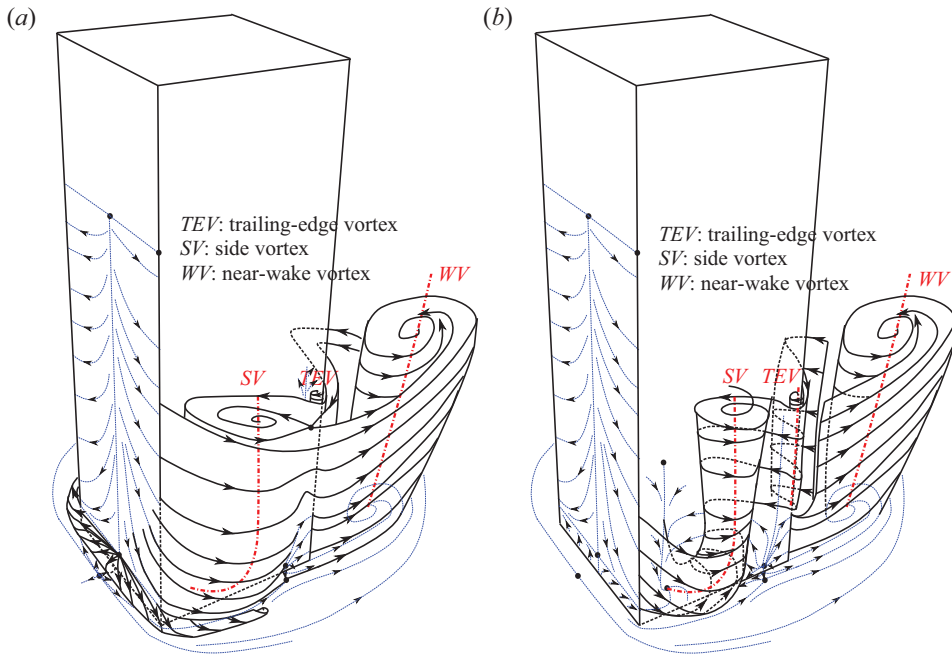 (a)
(b)
TEV: trailing-edge vortex
SV: side vortex
WV: near-wake vortex
TEV: trailing-edge vortex
SV: side vortex
WV: near-wake vortex
WV
WV
SV
TEV
SV
TEV